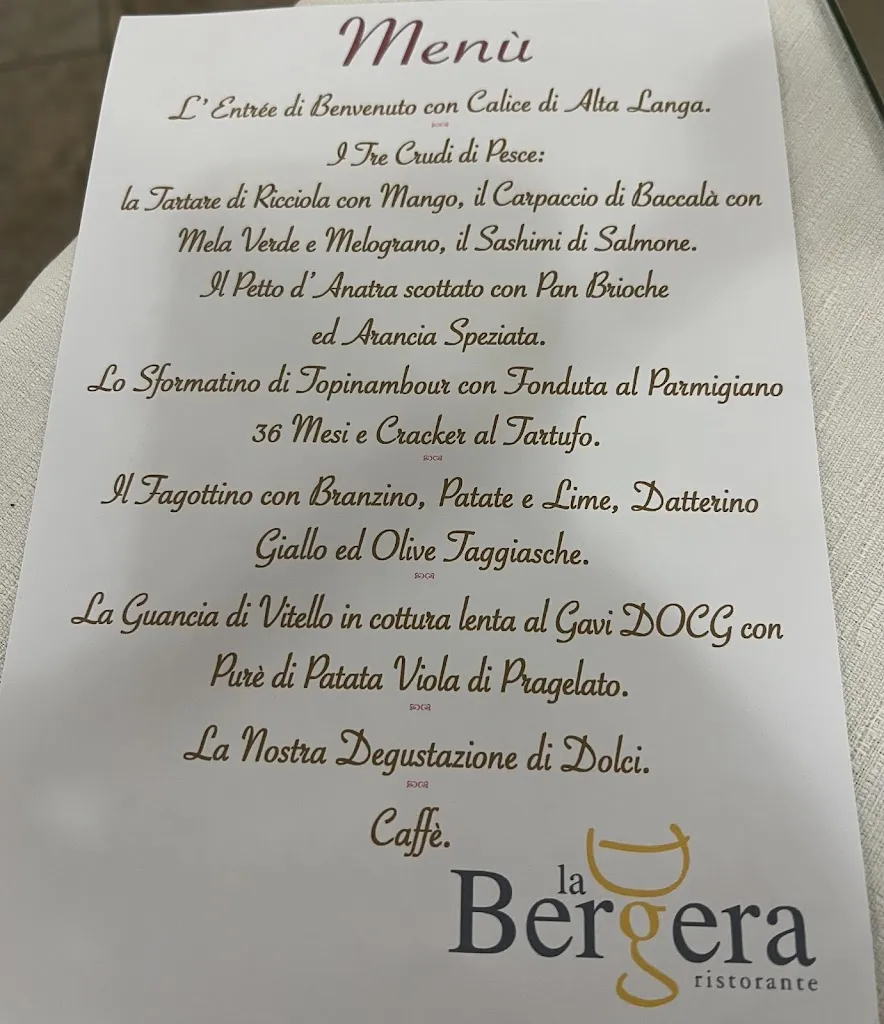 Menù
L' Entrée di Benvenuto con Calice di Alta Langa.
I Tre Crudi di Pesce:
la Tartare di Ricciola con Mango, il Carpaccio di Baccalà con
Mela Verde e Melograno, il Sashimi di Salmone.
Il Petto d' Anatra scottato con Pan Brioche
ed Arancia Speziata.
Lo Sformatino di Topinambour con Fonduta al Parmigiano
36 Mesi e Cracker al Tartufo.
Il Fagottino con Branzino, Patate e Lime, Datterino
Giallo ed Olive Taggiasche.
La Guancia di Vitello in cottura lenta al Gavi DOCG con
Purè di Patata Viola di Pragelato.
La Nostra Degustazione di Dolci.
Caffè.
la
Bergera
ristorante